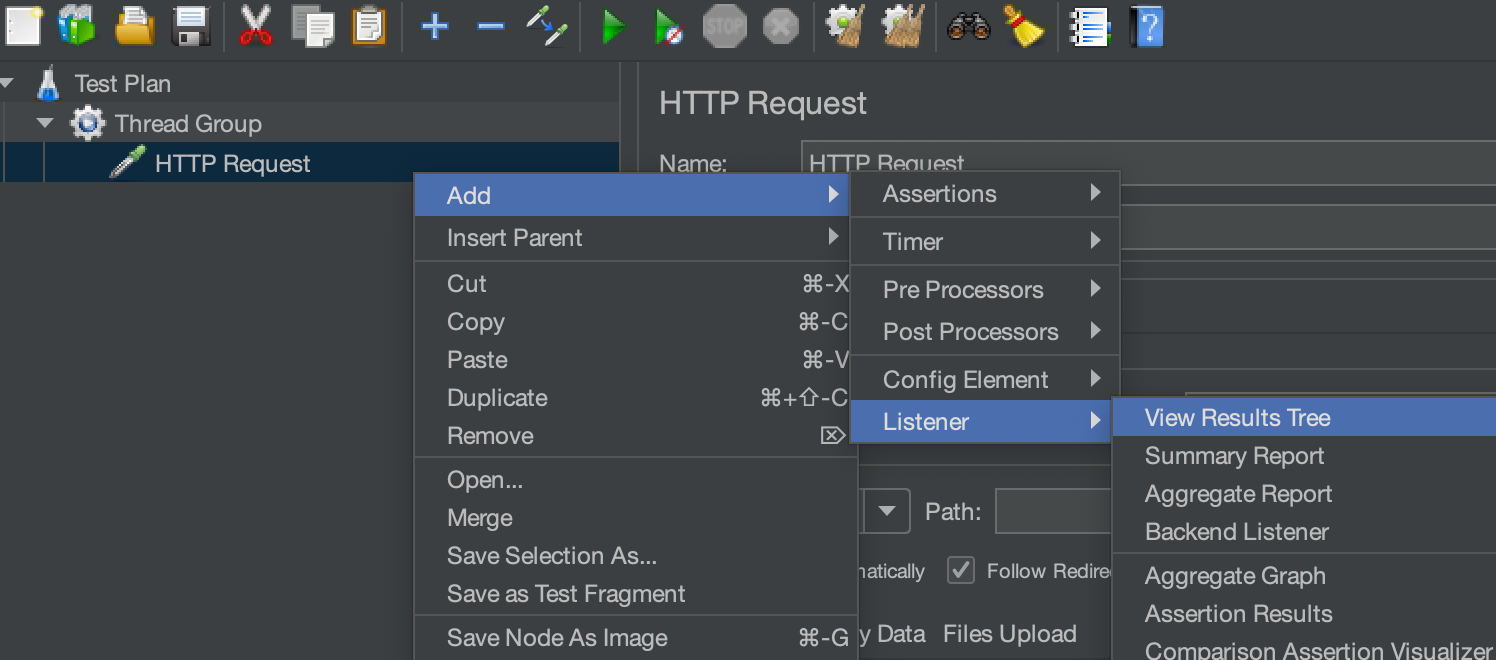 STOP
Test Plan
Thread Group
HTTP Request
HTTP Request
Name: HTTP Request
Add
Insert Parent
Cut ⌘-X
Copy ⌘-C
Paste ⌘-V
Duplicate ⌘+⇧-C
Remove ⌦
Open...
Merge
Save Selection As...
Save as Test Fragment
Save Node As Image ⌘-G
Assertions
Timer
Pre Processors
Post Processors
Config Element
Listener
View Results Tree
Summary Report
Aggregate Report
Backend Listener
Aggregate Graph
Assertion Results
Comparison Assertion Visualizer
Path:
Follow
Data Files Upload